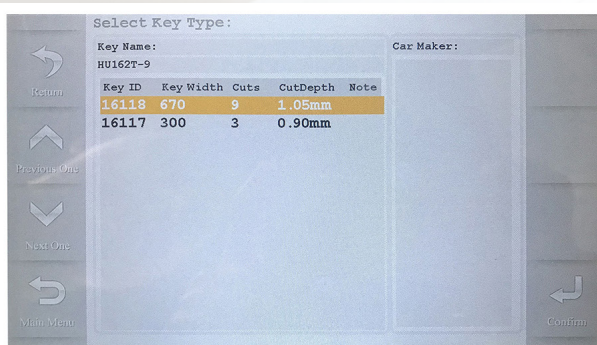 Select Key Type:
Key Name:
HU162T-9
Car Maker:
Key ID Key Width Cuts CutDepth Note
16118 670 9 1.05mm
16117 300 3 0.90mm
Return
Previous One
Next One
Main Menu
Confirm